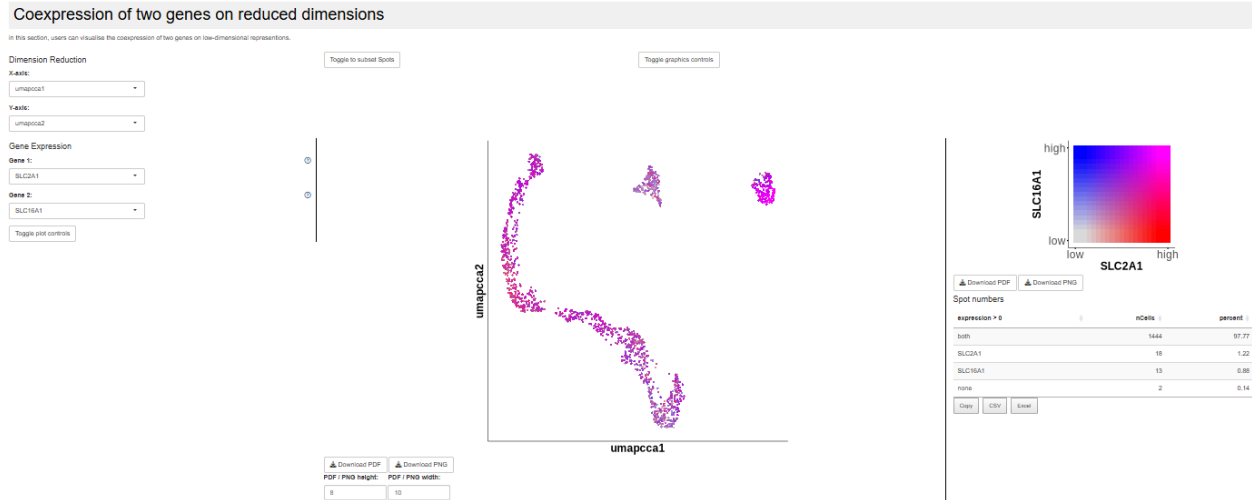 Coexpression of two genes on reduced dimensions
in this section, users can visualise the coexpression of two genes on low-dimensional representions.
Dimension Reduction
X-axis:
umapcca1
Y-axis:
umapcca2
Gene Expression
Gene 1:
SLC2A1
Gene 2:
SLC16A1
Toggle plot controls
Toggle to subset Spots
Toggle graphics controls
umapcca2
umapcca1
Download PDF Download PNG
PDF / PNG height: PDF / PNG width:
8 10
high
SLC16A1
low
low high
SLC2A1
Download PDF Download PNG
Spot numbers
expression > 0 nCells percent
both 1444 97.77
SLC2A1 18 1.22
SLC16A1 13 0.88
none 2 0.14
Copy CSV Excel